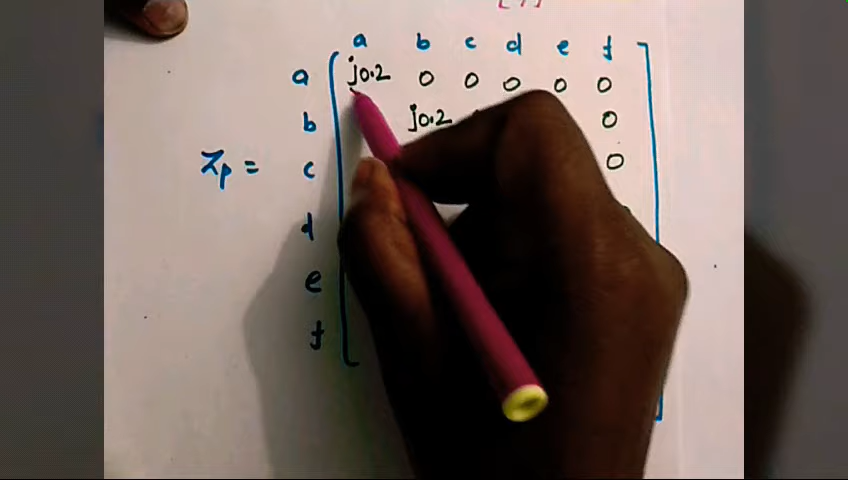 a b c d e f
a j0.2 0 0 0 0 0
b j0.2 0
Zp = c 0
d
e
f